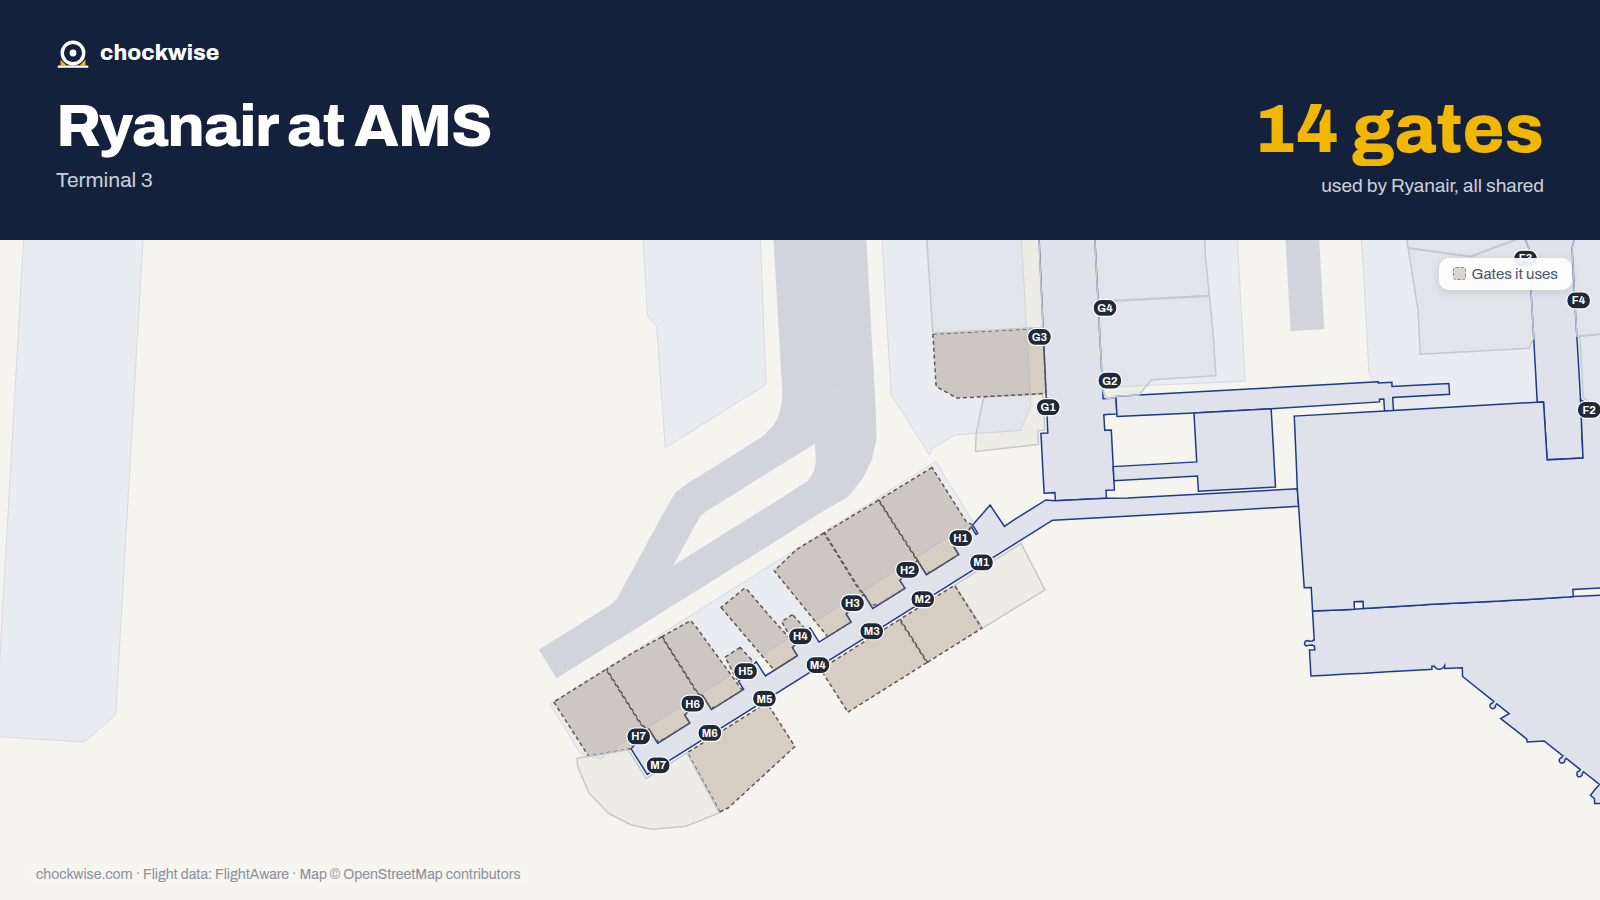 chockwise
Ryanair at AMS
Terminal 3
14 gates
used by Ryanair, all shared
Gates it uses
F4
G4
G3
G2
G1
F2
H1
M1
H2
M2
H3
M3
H4
M4
H5
M5
H6
M6
H7
M7
chockwise.com · Flight data: FlightAware · Map © OpenStreetMap contributors